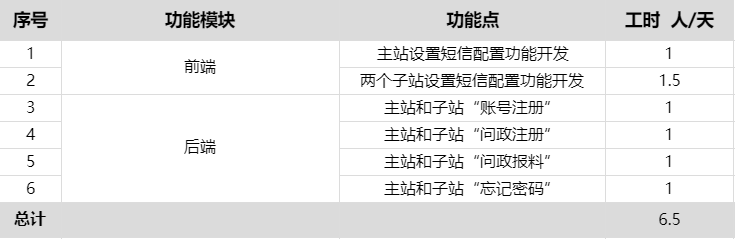 序号 功能模块 功能点 工时 人/天
1 前端 主站设置短信配置功能开发 1
2 两个子站设置短信配置功能开发 1.5
3 后端 主站和子站“账号注册” 1
4 主站和子站“问政注册” 1
5 主站和子站“问政报料” 1
6 主站和子站“忘记密码” 1
总计 6.5